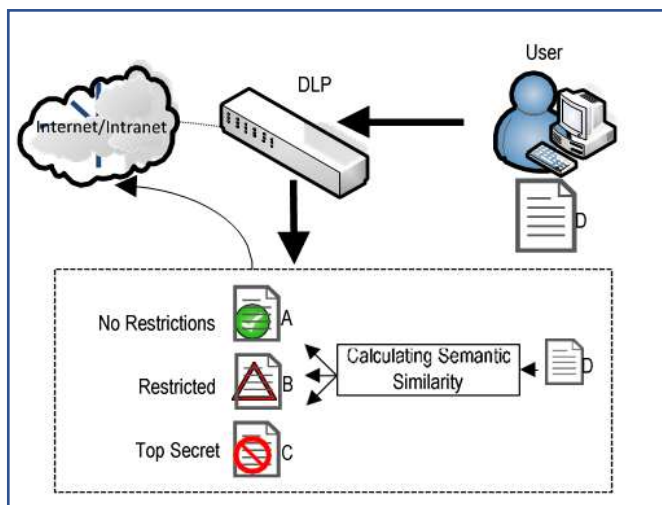 User
DLP
Internet/Intranet
D
No Restrictions
A
Calculating Semantic
Similarity
D
Restricted
B
Top Secret
C